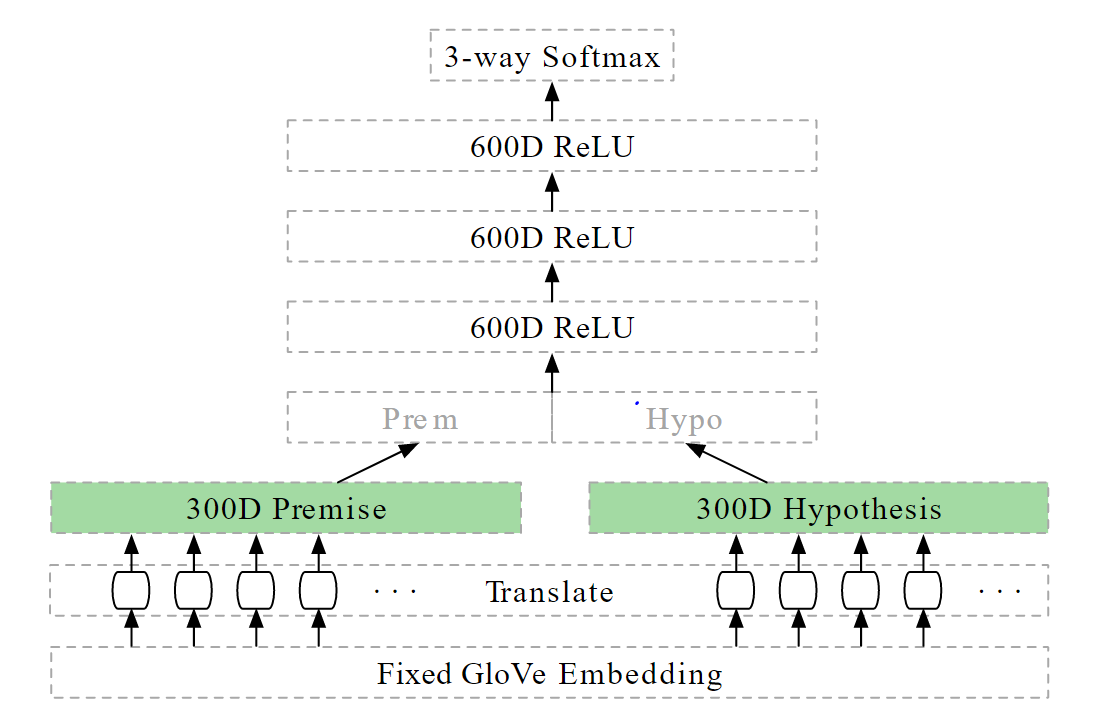 3-way Softmax
600D ReLU
600D ReLU
600D ReLU
Prem Hypo
300D Premise 300D Hypothesis
. . . Translate . . .
Fixed GloVe Embedding